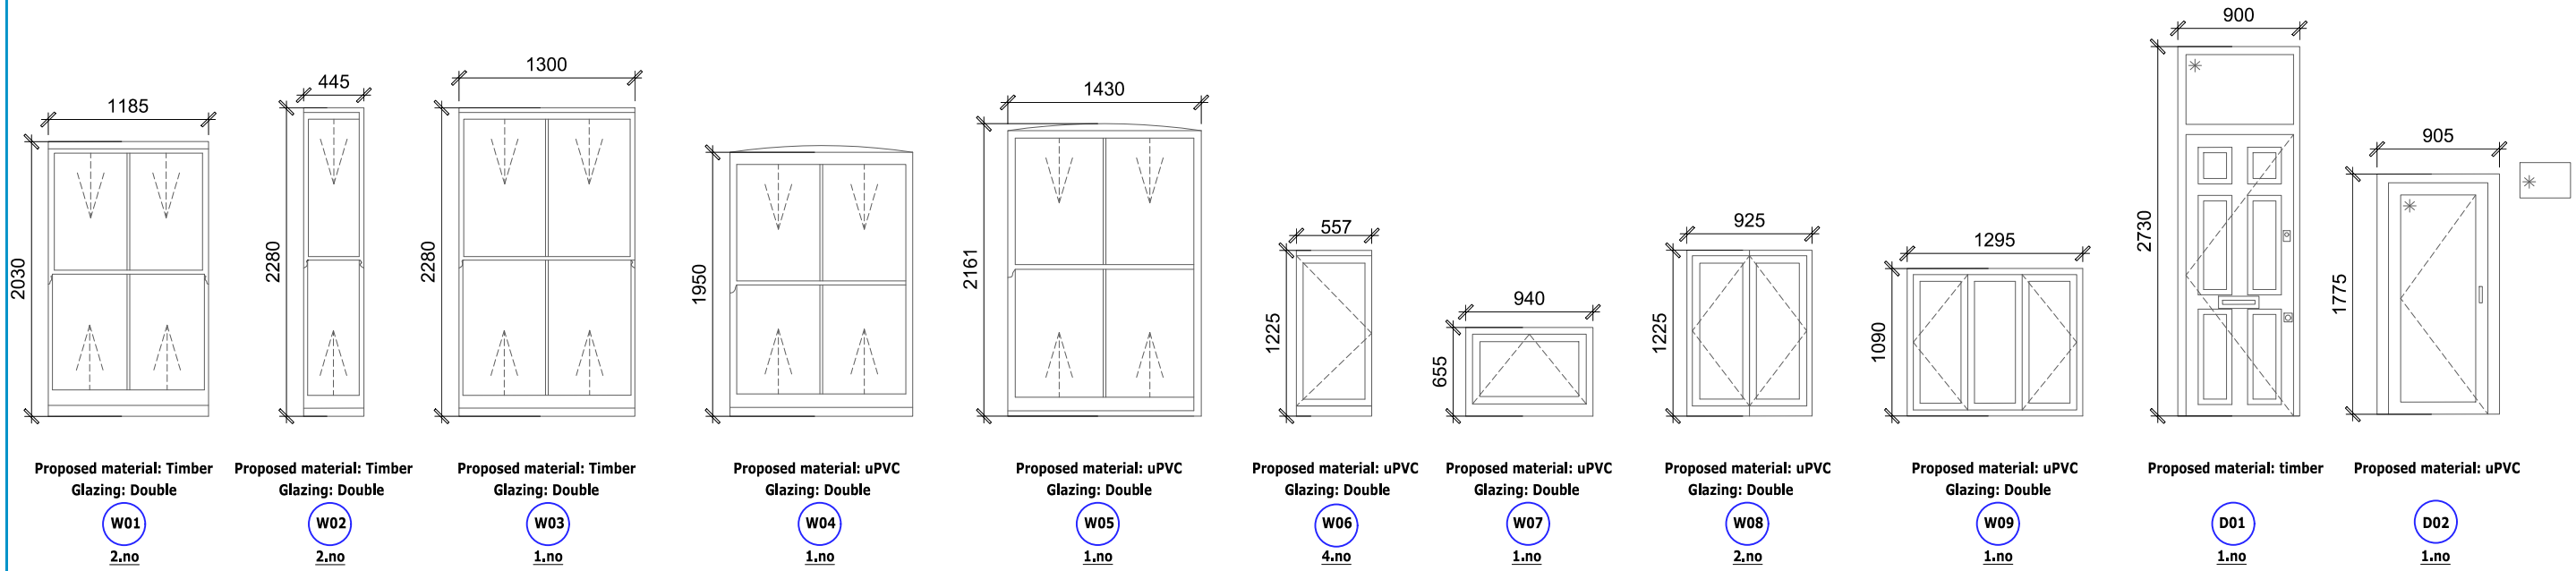 1185
2030
Proposed material: Timber
Glazing: Double
W01
2.no
445
2280
Proposed material: Timber
Glazing: Double
W02
2.no
1300
2280
Proposed material: Timber
Glazing: Double
W03
1.no
1950
Proposed material: uPVC
Glazing: Double
W04
1.no
1430
2161
Proposed material: uPVC
Glazing: Double
W05
1.no
557
1225
Proposed material: uPVC
Glazing: Double
W06
4.no
940
655
Proposed material: uPVC
Glazing: Double
W07
1.no
925
1225
Proposed material: uPVC
Glazing: Double
W08
2.no
1295
1090
Proposed material: uPVC
Glazing: Double
W09
1.no
900
2730
Proposed material: timber
D01
1.no
905
1775
Proposed material: uPVC
D02
1.no